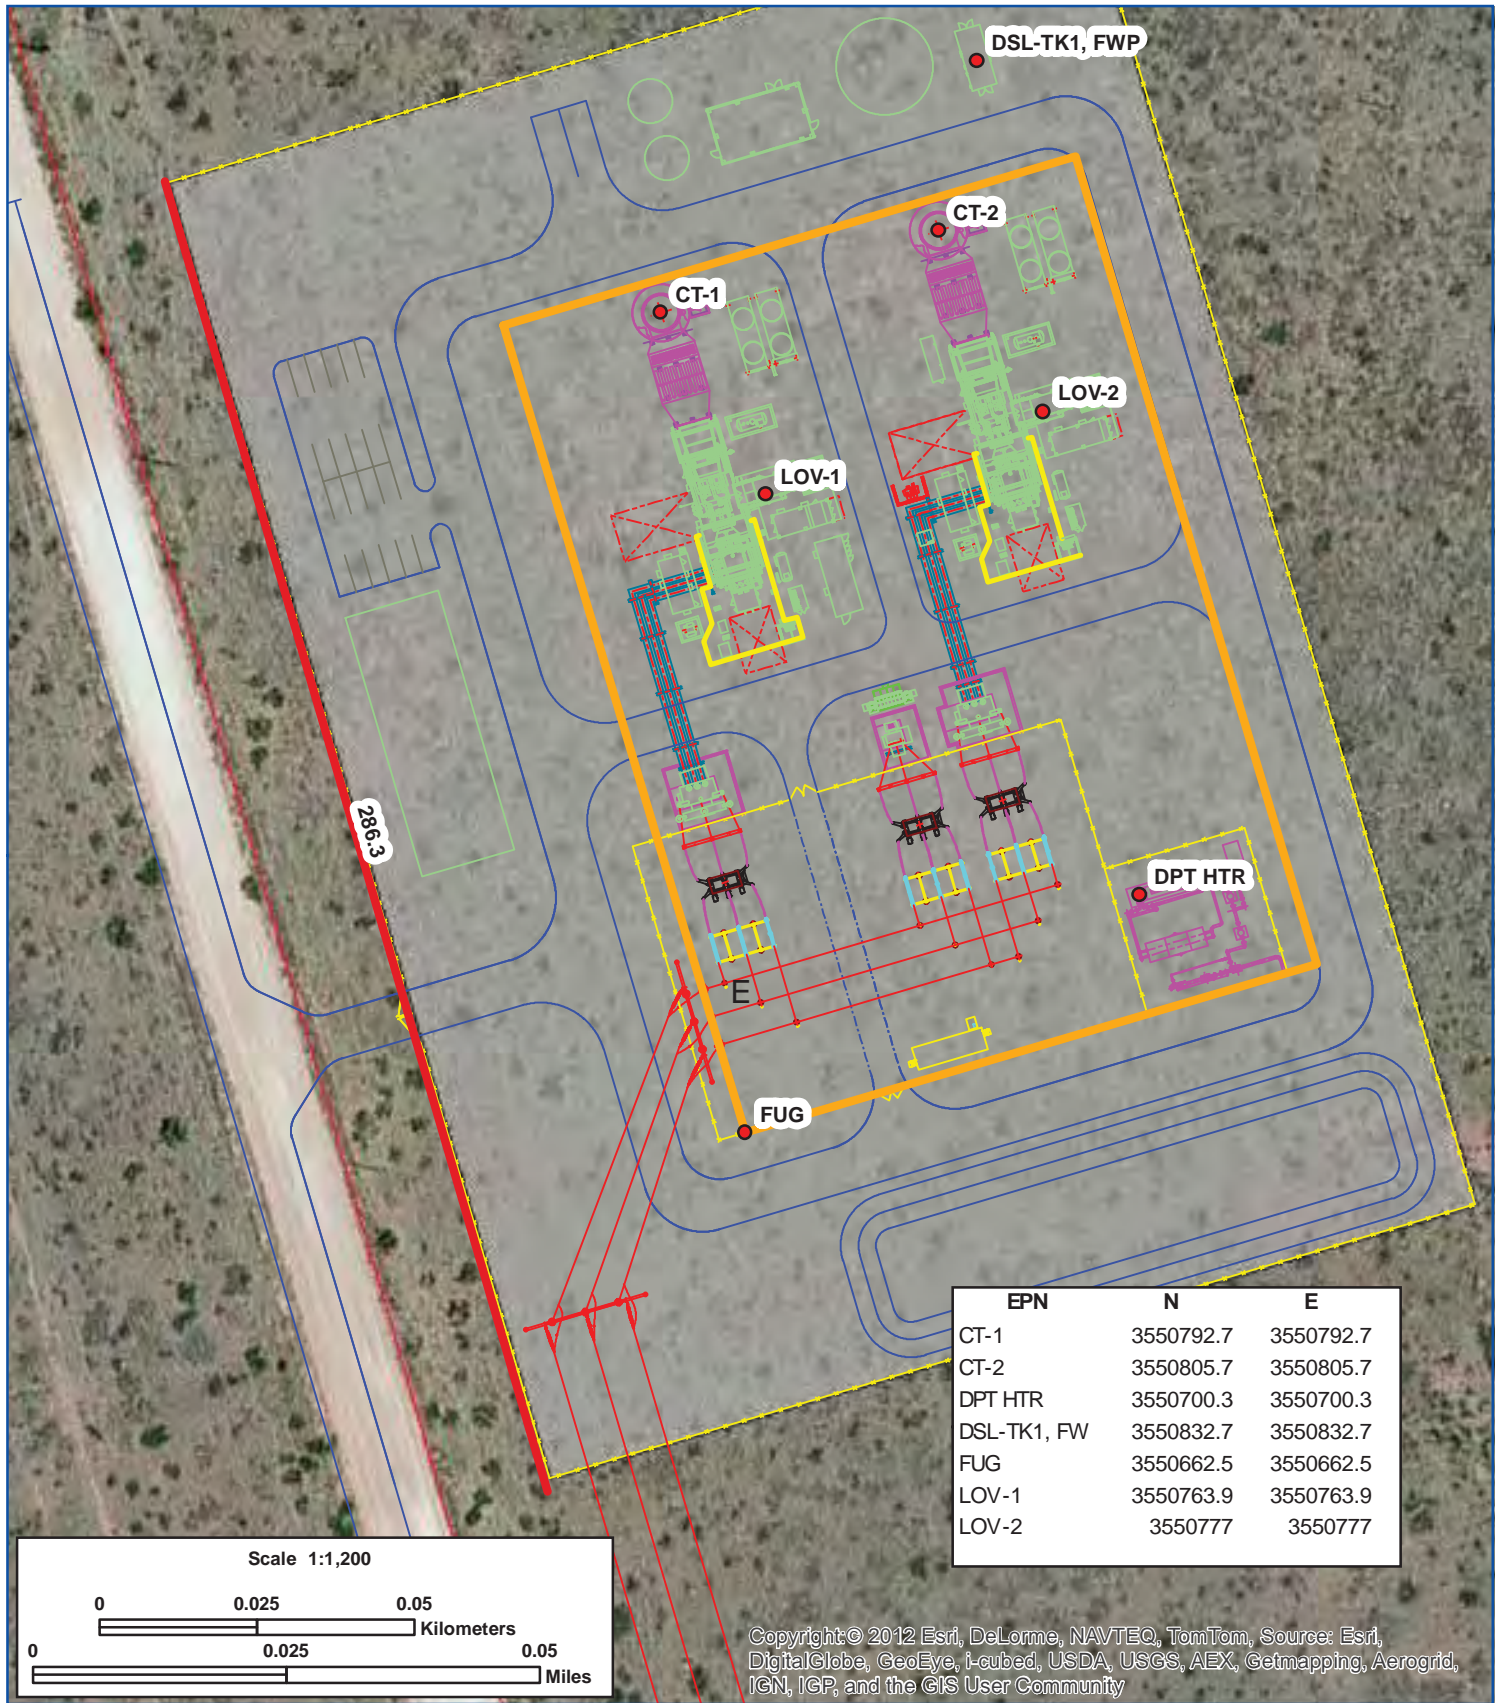 DSL-TK1, FWP
CT-2
CT-1
LOV-2
LOV-1
286.3
DPT HTR
E
FUG
EPN N E
CT-1 3550792.7 3550792.7
CT-2 3550805.7 3550805.7
DPT HTR 3550700.3 3550700.3
DSL-TK1, FW 3550832.7 3550832.7
FUG 3550662.5 3550662.5
LOV-1 3550763.9 3550763.9
LOV-2 3550777 3550777
Scale 1:1,200
0 0.025 0.05
Kilometers
0 0.025 0.05
Miles
Copyright:© 2012 Esri, DeLorme, NAVTEQ, TomTom, Source: Esri,
DigitalGlobe, GeoEye, i-cubed, USDA, USGS, AEX, Getmapping, Aerogrid,
IGN, IGP, and the GIS User Community